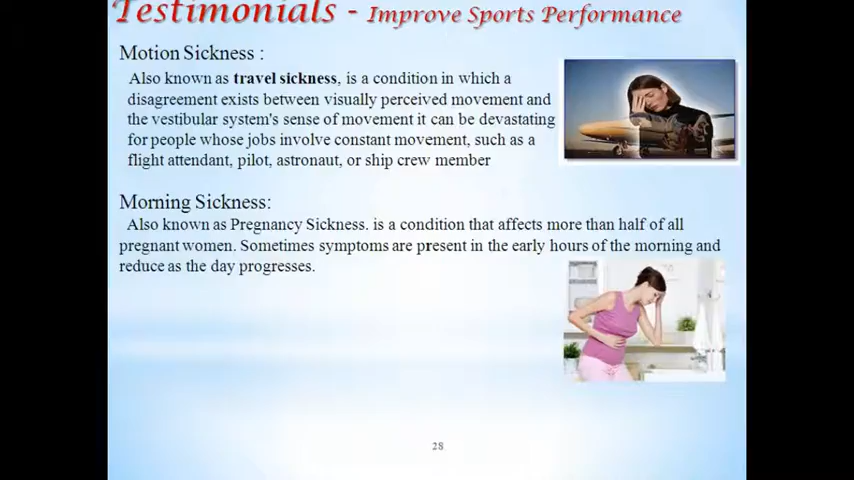 Testimonials - Improve Sports Performance
Motion Sickness :
Also known as travel sickness, is a condition in which a
disagreement exists between visually perceived movement and
the vestibular system's sense of movement it can be devastating
for people whose jobs involve constant movement, such as a
flight attendant, pilot, astronaut, or ship crew member
Morning Sickness:
Also known as Pregnancy Sickness. is a condition that affects more than half of all
pregnant women. Sometimes symptoms are present in the early hours of the morning and
reduce as the day progresses.
28